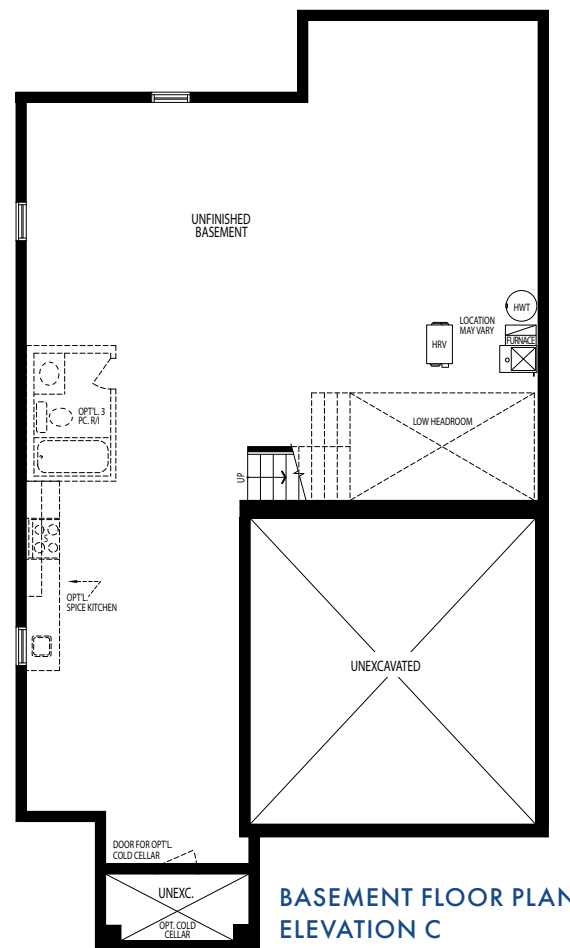 UNFINISHED
BASEMENT
HWT
LOCATION
MAY VARY
HRV
FURNACE
OPT'L. 3
PC. R/I
LOW HEADROOM
UP
S
OPT'L.
SPICE KITCHEN
UNEXCAVATED
DOOR FOR OPT'L.
COLD CELLAR
UNEXC.
OPT. COLD
CELLAR
BASEMENT FLOOR PLAN
ELEVATION C